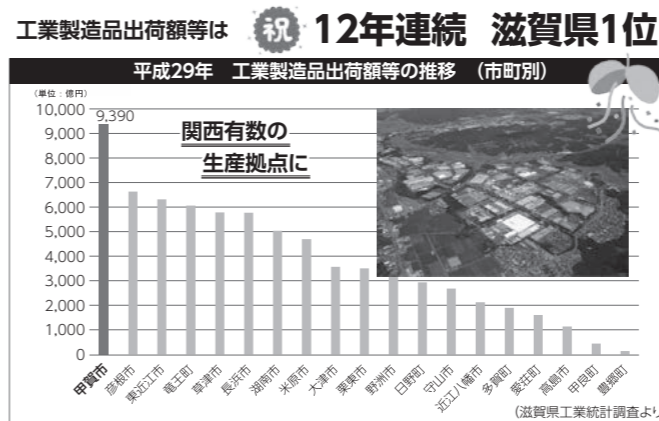 工業製造品出荷額等は 祝 12年連続 滋賀県1位
平成29年 工業製造品出荷額等の推移 （市町別）
（単位：億円）
10,000
9,000
8,000
7,000
6,000
5,000
4,000
3,000
2,000
1,000
0
9,390
関西有数の
生産拠点に
甲賀市
彦根市
東近江市
竜王町
草津市
長浜市
湖南市
米原市
大津市
栗東市
野洲市
日野町
守山市
近江八幡市
多賀町
愛荘町
高島市
甲良町
豊郷町
（滋賀県工業統計調査より